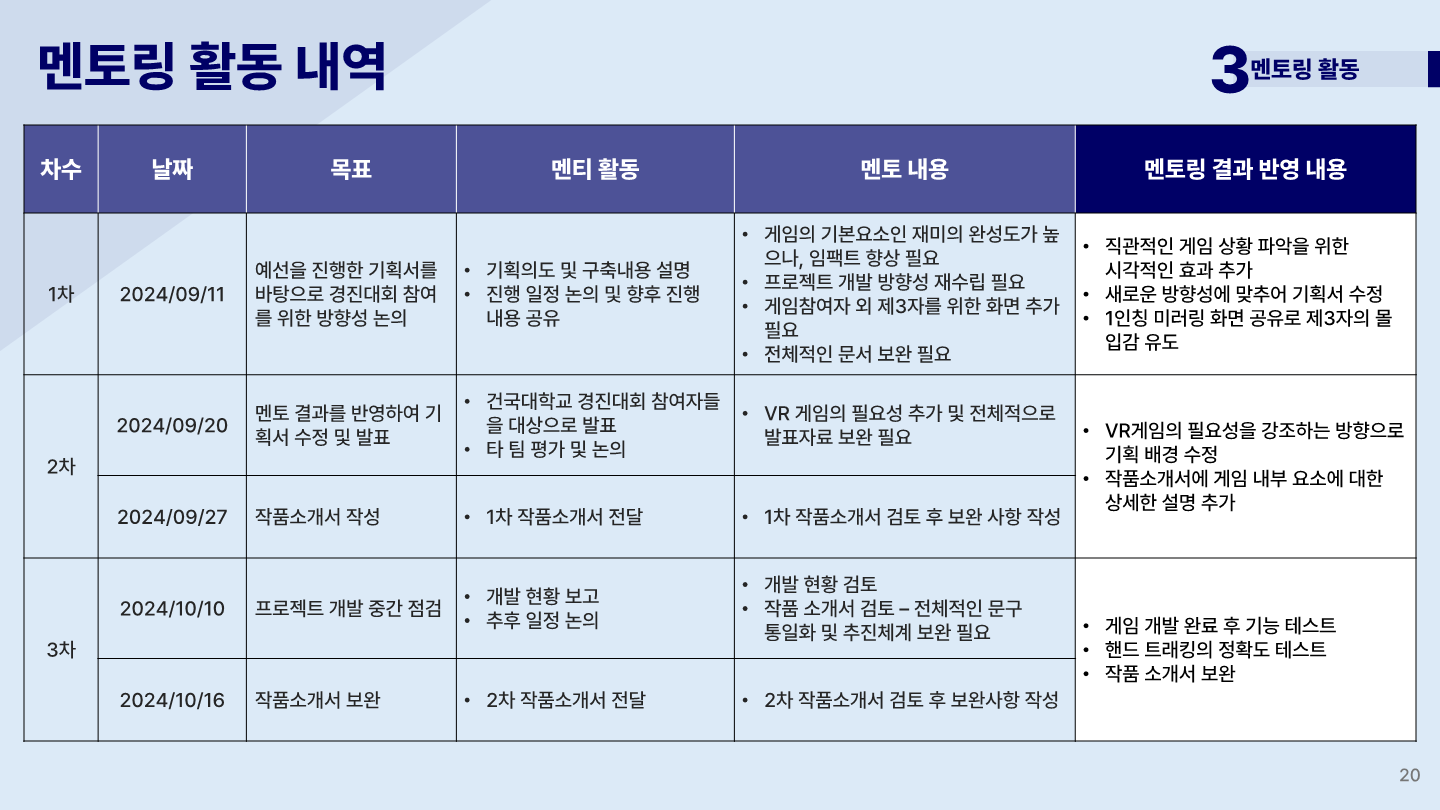 멘토링 활동 내역
3 멘토링 활동
차수
날짜
목표
멘티 활동
멘토 내용
멘토링 결과 반영 내용
1차
2024/09/11
예선을 진행한 기획서를
바탕으로 경진대회 참여
를 위한 방향성 논의
• 기획의도 및 구축내용 설명
• 진행 일정 논의 및 향후 진행
내용 공유
• 게임의 기본요소인 재미의 완성도가 높
으나, 임팩트 향상 필요
• 프로젝트 개발 방향성 재수립 필요
• 게임참여자 외 제3자를 위한 화면 추가
필요
• 전체적인 문서 보완 필요
• 직관적인 게임 상황 파악을 위한
시각적인 효과 추가
• 새로운 방향성에 맞추어 기획서 수정
• 1인칭 미러링 화면 공유로 제3자의 몰
입감 유도
2차
2024/09/20
멘토 결과를 반영하여 기
획서 수정 및 발표
• 건국대학교 경진대회 참여자들
을 대상으로 발표
• 타 팀 평가 및 논의
• VR 게임의 필요성 추가 및 전체적으로
발표자료 보완 필요
• VR게임의 필요성을 강조하는 방향으로
기획 배경 수정
• 작품소개서에 게임 내부 요소에 대한
상세한 설명 추가
2024/09/27
작품소개서 작성
• 1차 작품소개서 전달
• 1차 작품소개서 검토 후 보완 사항 작성
3차
2024/10/10
프로젝트 개발 중간 점검
• 개발 현황 보고
• 추후 일정 논의
• 개발 현황 검토
• 작품 소개서 검토 – 전체적인 문구
통일화 및 추진체계 보완 필요
• 게임 개발 완료 후 기능 테스트
• 핸드 트래킹의 정확도 테스트
• 작품 소개서 보완
2024/10/16
작품소개서 보완
• 2차 작품소개서 전달
• 2차 작품소개서 검토 후 보완사항 작성
20